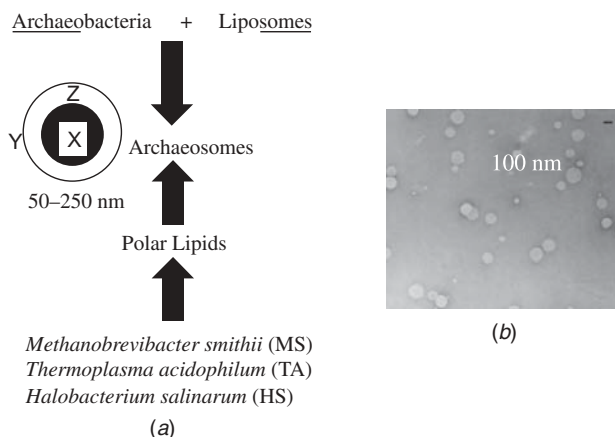 Archaeobacteria + Liposomes
Z
Y
X
Archaeosomes
50–250 nm
Polar Lipids
Methanobrevibacter smithii (MS)
Thermoplasma acidophilum (TA)
Halobacterium salinarum (HS)
(a)
100 nm
(b)